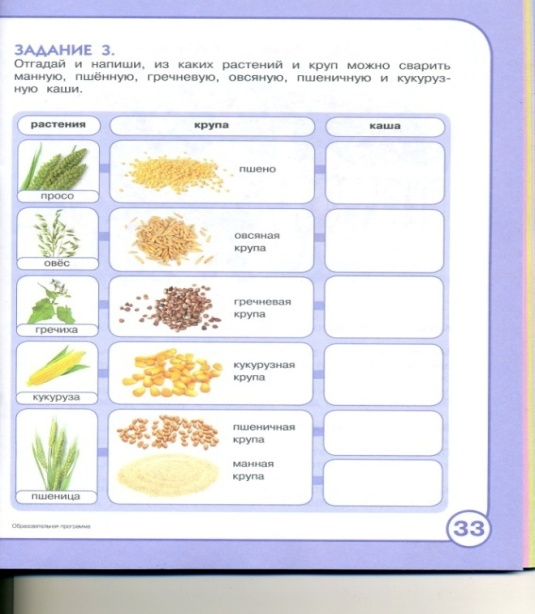 ЗАДАНИЕ 3.
Отгадай и напиши, из каких растений и круп можно сварить
манную, пшённую, гречневую, овсяную, пшеничную и кукуруз-
ную каши.
растения крупа каша
просо
пшено
овёс
овсяная
крупа
гречиха
гречневая
крупа
кукуруза
кукурузная
крупа
пшеница
пшеничная
крупа
манная
крупа
Образовательная программа
33